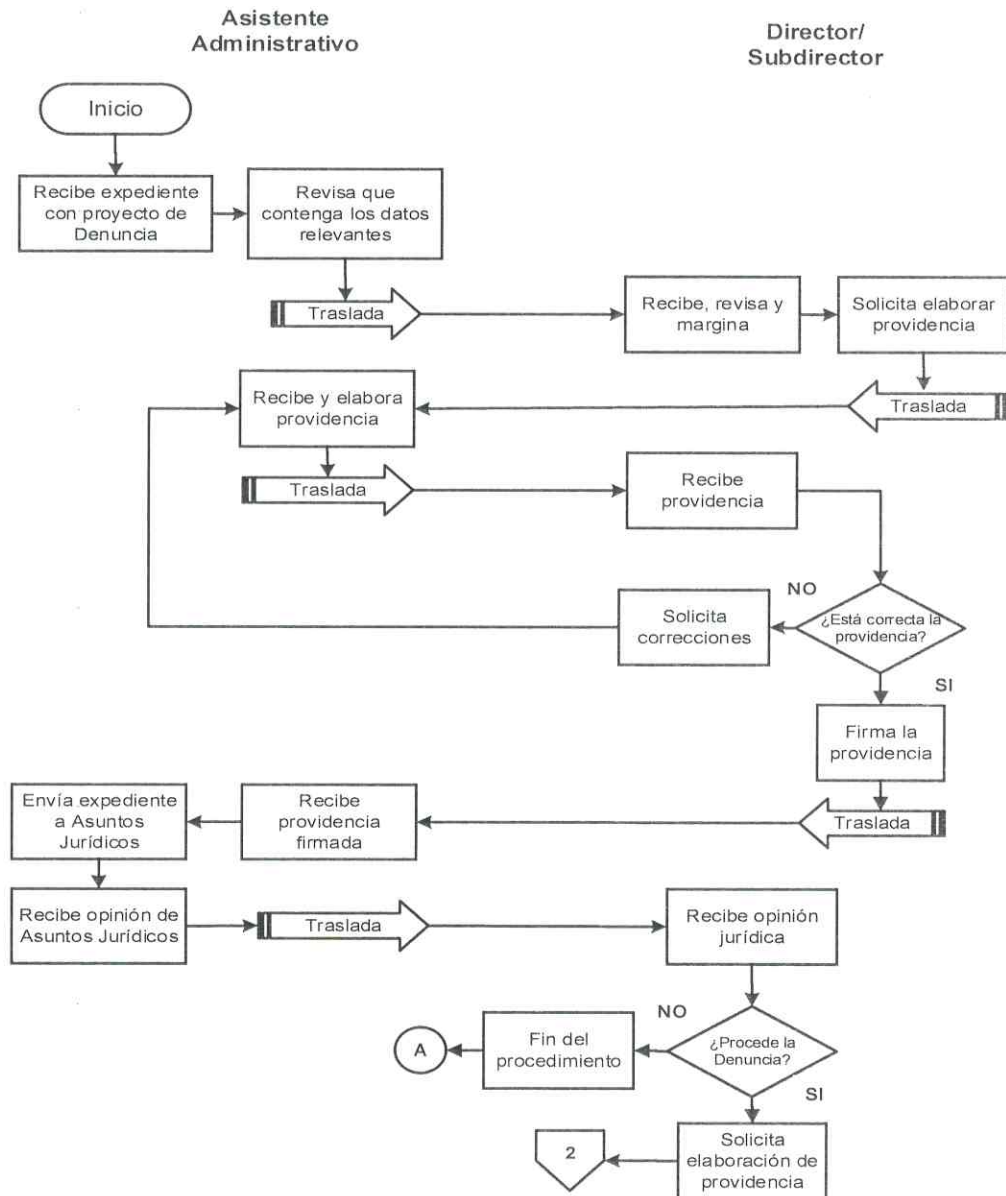 Asistente
Administrativo
Director/
Subdirector
Inicio
Recibe expediente
con proyecto de
Denuncia
Revisa que
contenga los datos
relevantes
Traslada
Recibe, revisa y
margina
Solicita elaborar
providencia
Traslada
Recibe y elabora
providencia
Traslada
Recibe
providencia
¿Está correcta la
providencia?
NO
Solicita
correcciones
SI
Firma la
providencia
Traslada
Recibe
providencia
firmada
Envía expediente
a Asuntos
Jurídicos
Recibe opinión de
Asuntos Jurídicos
Traslada
Recibe opinión
jurídica
¿Procede la
Denuncia?
NO
Fin del
procedimiento
A
SI
Solicita
elaboración de
providencia
2